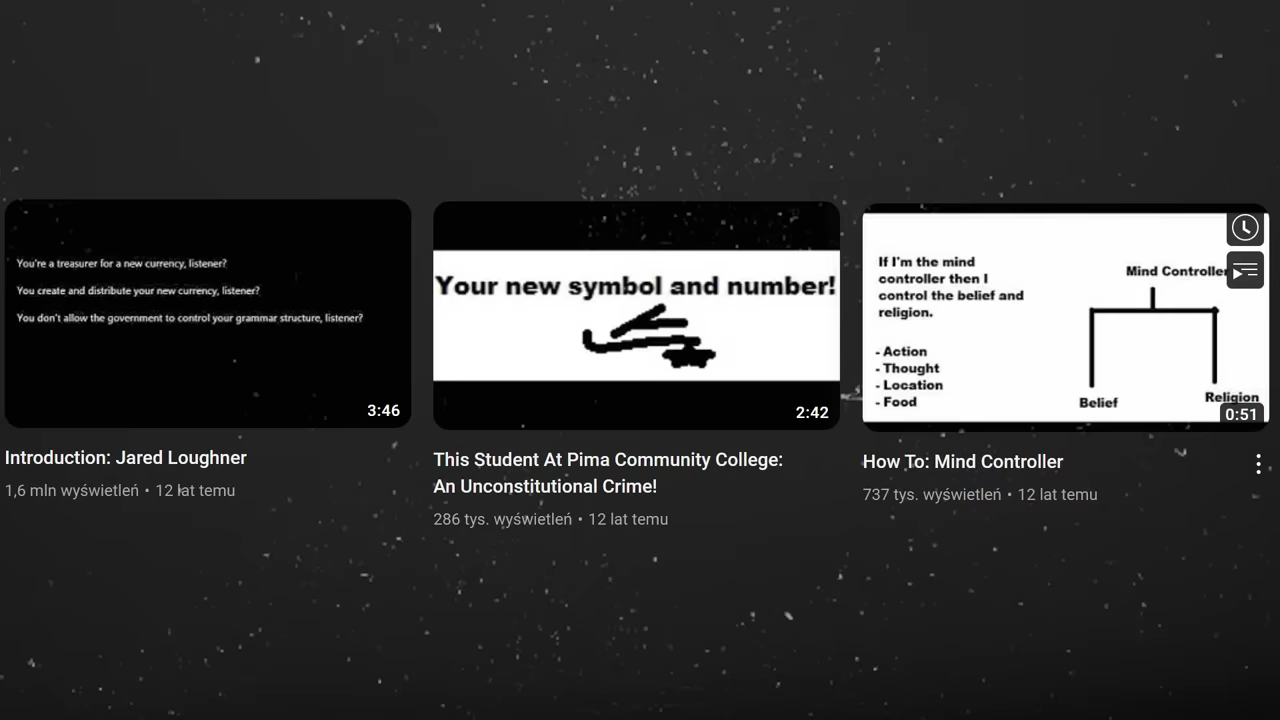 You're a treasurer for a new currency, listener?
You create and distribute your new currency, listener?
You don't allow the government to control your grammar structure, listener?
3:46
Introduction: Jared Loughner
1,6 mln wyświetleń • 12 lat temu
Your new symbol and number!
2:42
This Student At Pima Community College:
An Unconstitutional Crime!
286 tys. wyświetleń • 12 lat temu
If I'm the mind
controller then I
control the belief and
religion.
- Action
- Thought
- Location
- Food
Mind Controller
Belief
Religion
0:51
How To: Mind Controller
737 tys. wyświetleń • 12 lat temu